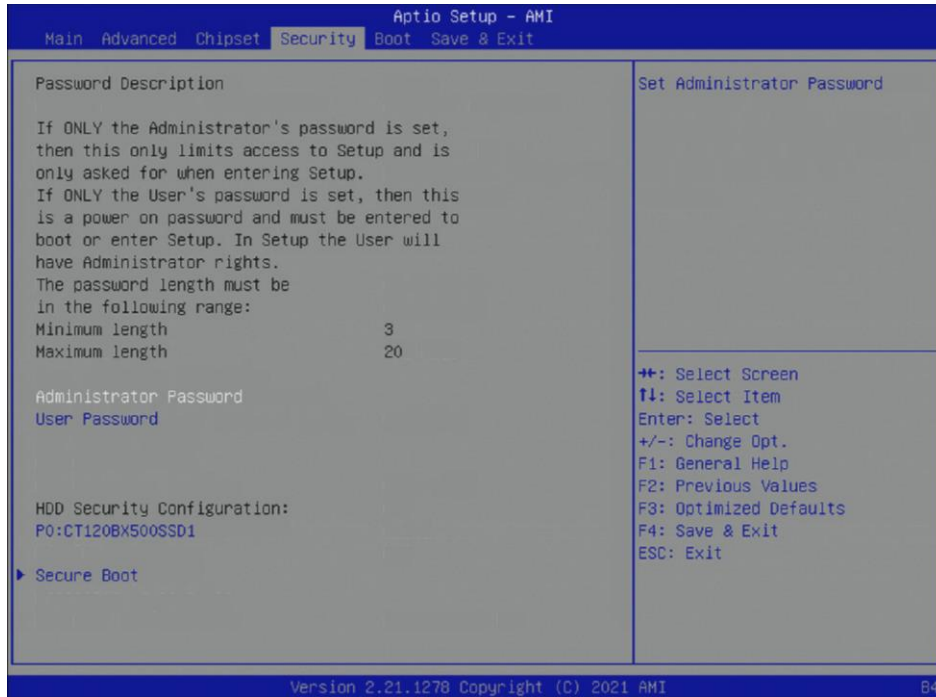 Aptio Setup - AMI
Main Advanced Chipset Security Boot Save & Exit
Password Description
If ONLY the Administrator's password is set,
then this only limits access to Setup and is
only asked for when entering Setup.
If ONLY the User's password is set, then this
is a power on password and must be entered to
boot or enter Setup. In Setup the User will
have Administrator rights.
The password length must be
in the following range:
Minimum length 3
Maximum length 20
Administrator Password
User Password
HDD Security Configuration:
P0:CT120BX500SSD1
Secure Boot
Set Administrator Password
→←: Select Screen
↑↓: Select Item
Enter: Select
+/-: Change Opt.
F1: General Help
F2: Previous Values
F3: Optimized Defaults
F4: Save & Exit
ESC: Exit
Version 2.21.1278 Copyright (C) 2021 AMI